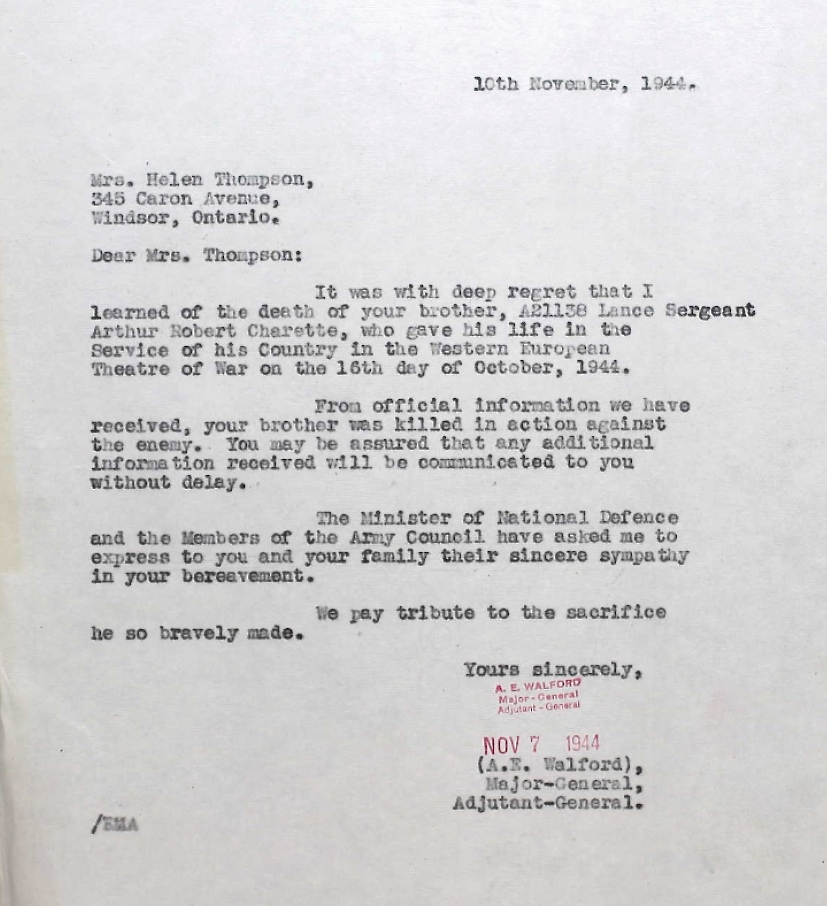 10th November, 1944.
Mrs. Helen Thompson,
345 Caron Avenue,
Windsor, Ontario.
Dear Mrs. Thompson:
It was with deep regret that I
learned of the death of your brother, A21138 Lance Sergeant
Arthur Robert Charette, who gave his life in the
Service of his Country in the Western European
Theatre of War on the 16th day of October, 1944.
From official information we have
received, your brother was killed in action against
the enemy. You may be assured that any additional
information received will be communicated to you
without delay.
The Minister of National Defence
and the Members of the Army Council have asked me to
express to you and your family their sincere sympathy
in your bereavement.
We pay tribute to the sacrifice
he so bravely made.
Yours sincerely,
A. E. WALFORD
Major-General
Adjutant-General
NOV 7 1944
(A.E. Walford),
Major-General,
Adjutant-General.
/EMA